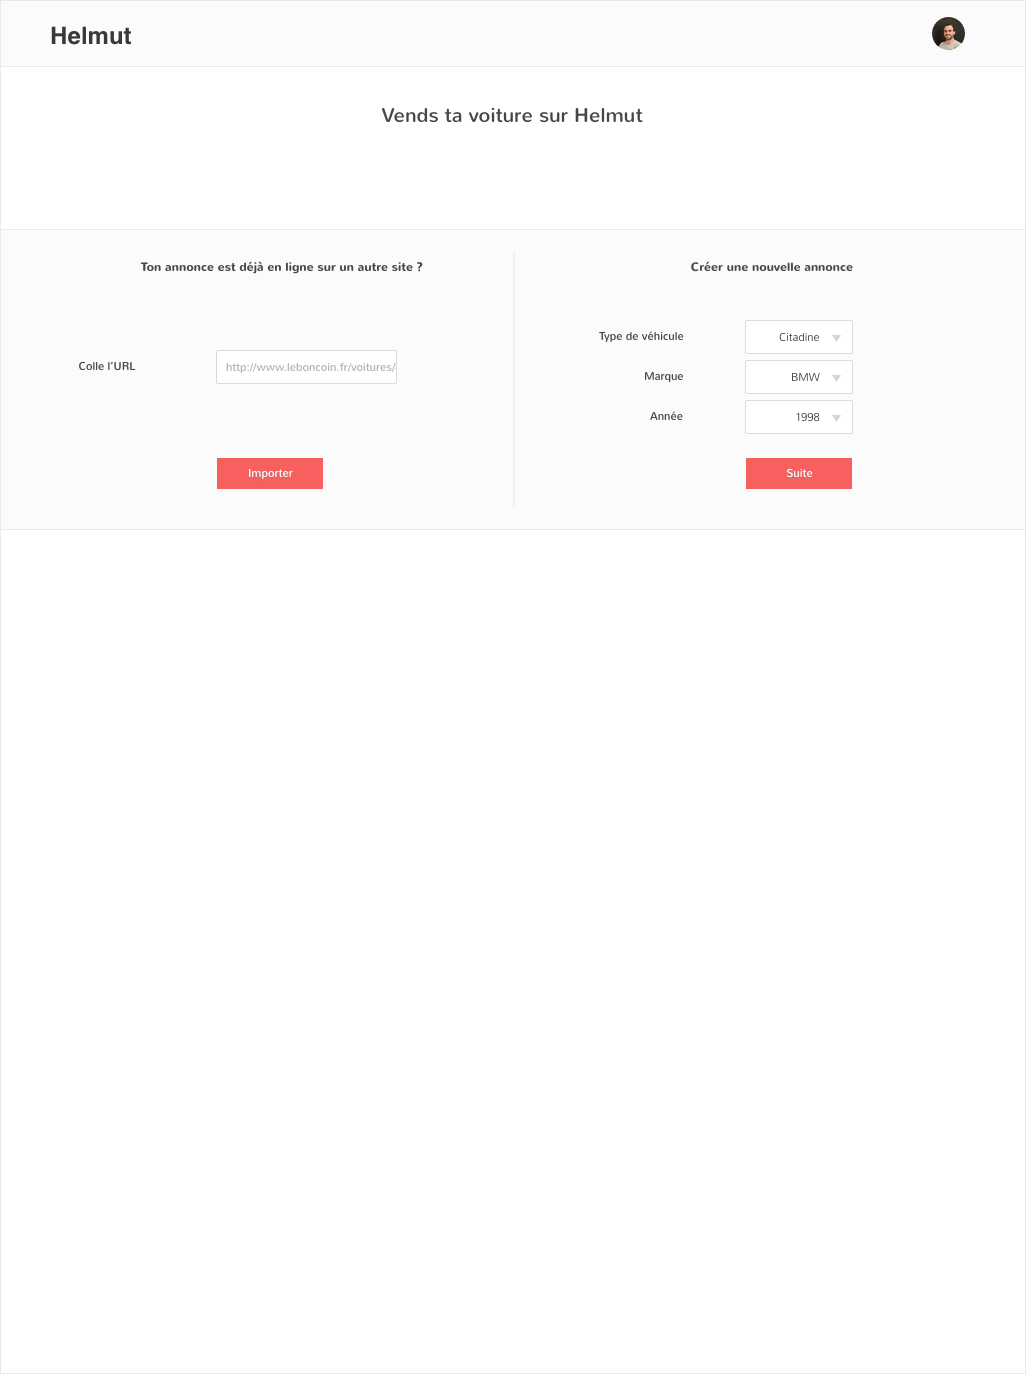 Helmut
Vends ta voiture sur Helmut
Ton annonce est déjà en ligne sur un autre site ?
Colle l'URL
http://www.leboncoin.fr/voitures/
Importer
Créer une nouvelle annonce
Type de véhicule
Citadine
Marque
BMW
Année
1998
Suite